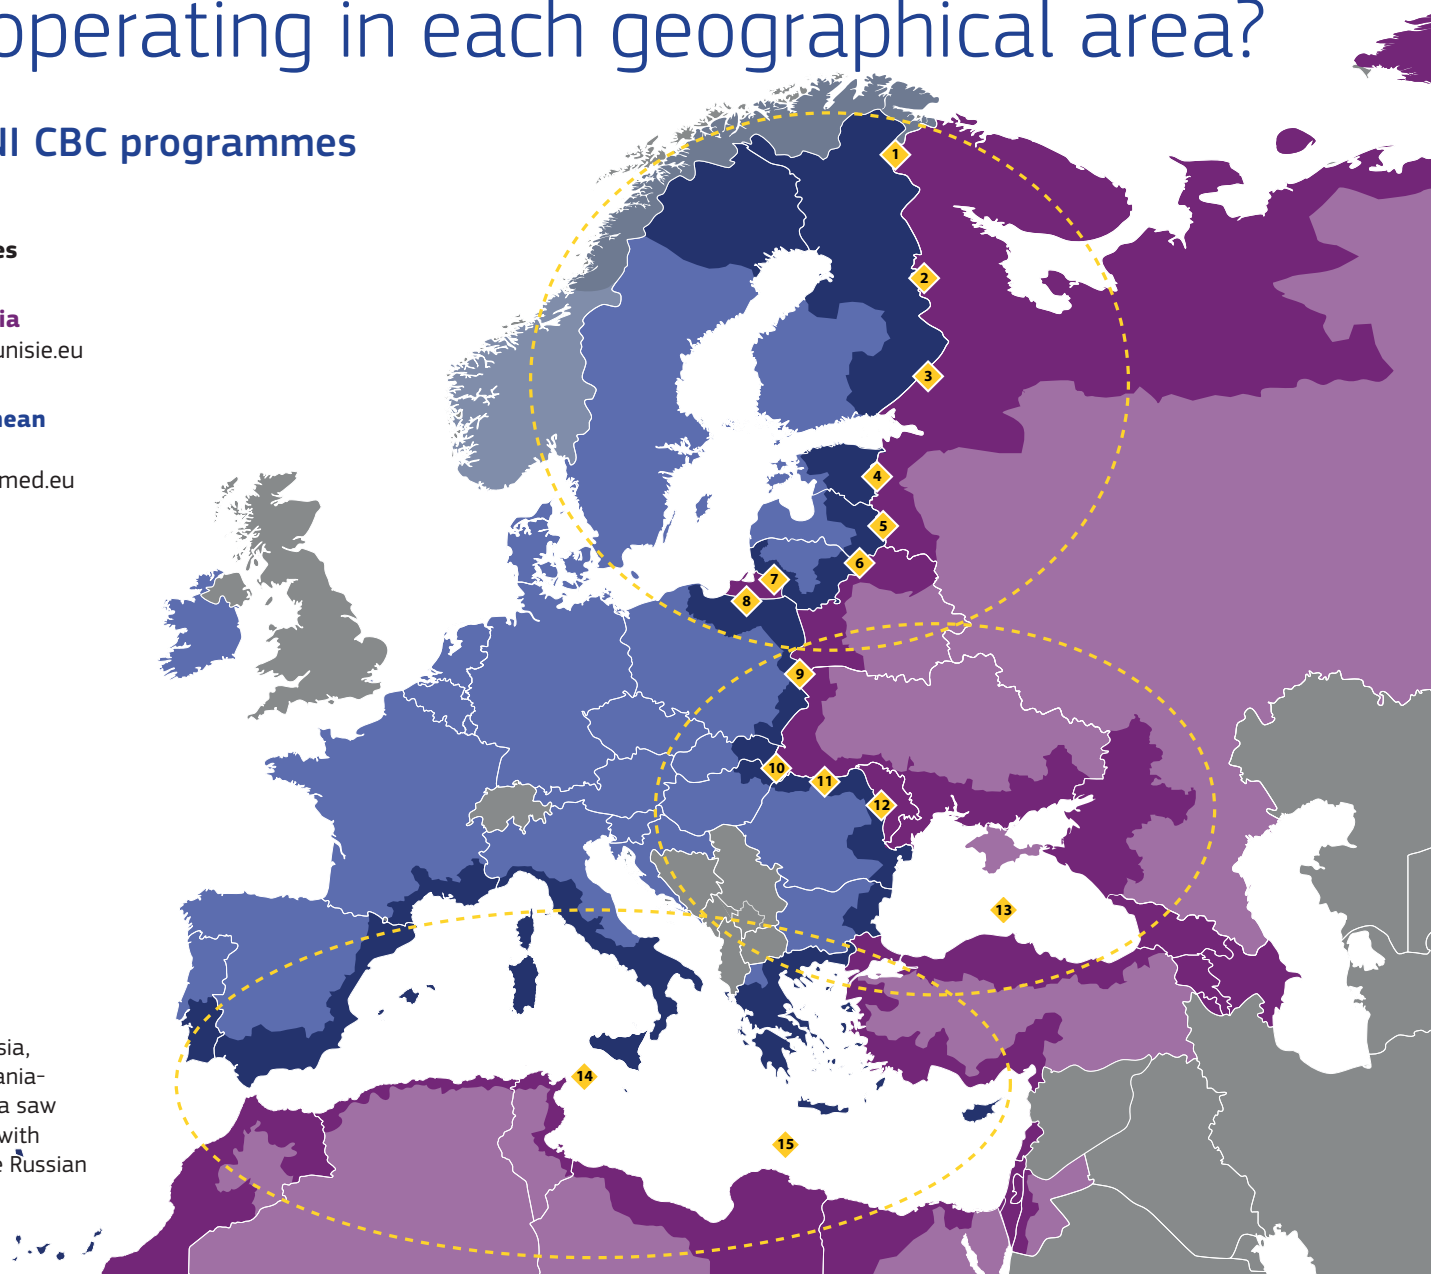 operating in each geographical area?
NI CBC programmes
es
ia
unisie.eu
nean
med.eu
sia,
ania-
a saw
with
e Russian
1
2
3
4
5
6
7
8
9
10
11
12
13
14
15